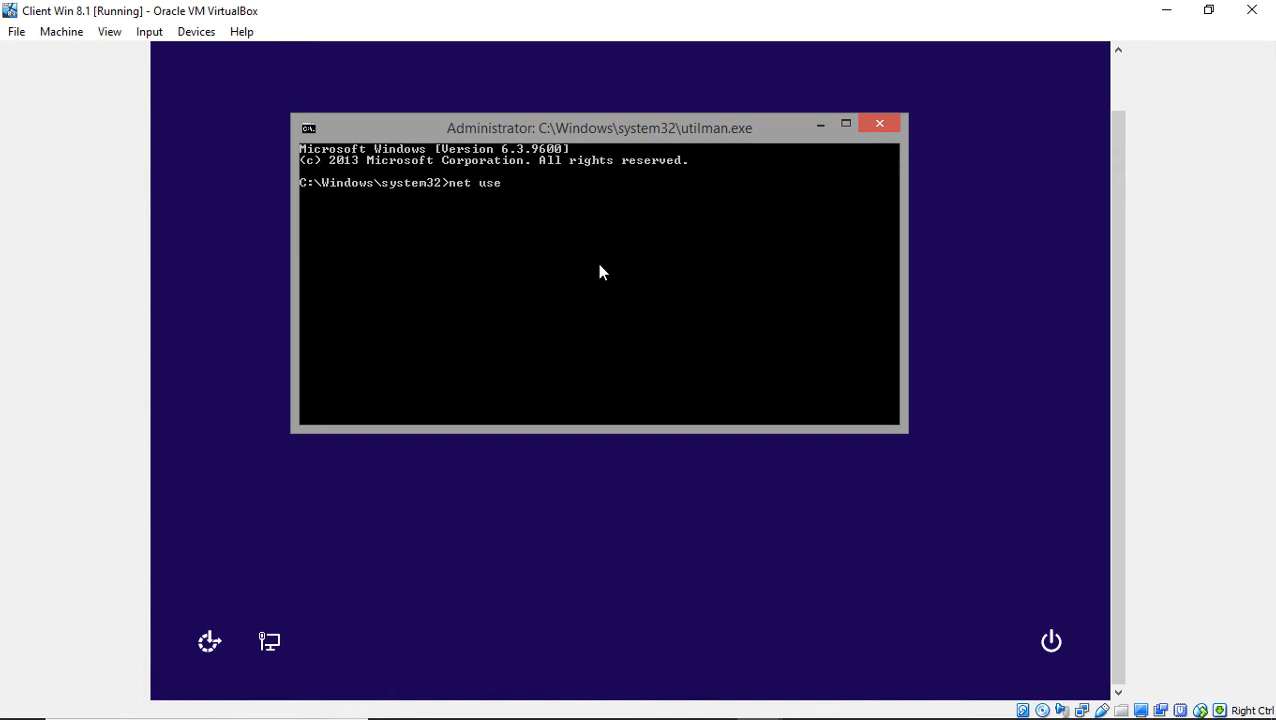 Client Win 8.1 [Running] - Oracle VM VirtualBox
File Machine View Input Devices Help
Administrator: C:\Windows\system32\utilman.exe
Microsoft Windows [Version 6.3.9600]
(c) 2013 Microsoft Corporation. All rights reserved.
C:\Windows\system32>net use
Right Ctrl